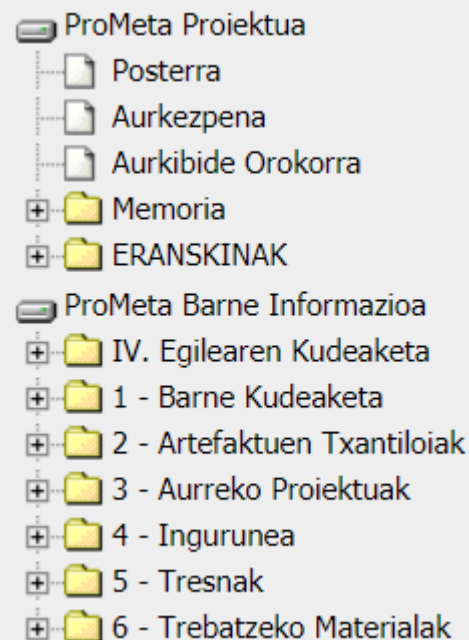 ProMeta Proiektua
Posterra
Aurkezpena
Aurkibide Orokorra
Memoria
ERANSKINAK
ProMeta Barne Informazioa
IV. Egilearen Kudeaketa
1 - Barne Kudeaketa
2 - Artefaktuen Txantiloiak
3 - Aurreko Proiektuak
4 - Ingurunea
5 - Tresnak
6 - Trebatzeko Materialak